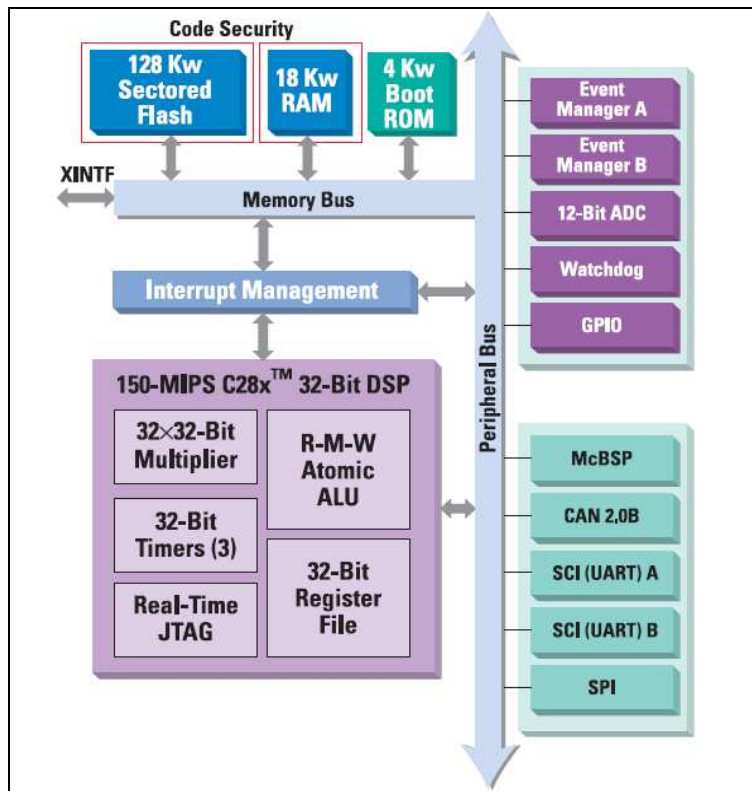 Code Security
128 Kw
Sectored
Flash
18 Kw
RAM
4 Kw
Boot
ROM
XINTF
Memory Bus
Interrupt Management
150-MIPS C28x™ 32-Bit DSP
32×32-Bit
Multiplier
R-M-W
Atomic
ALU
32-Bit
Timers (3)
32-Bit
Register
File
Real-Time
JTAG
Peripheral Bus
Event
Manager A
Event
Manager B
12-Bit ADC
Watchdog
GPIO
McBSP
CAN 2.0B
SCI (UART) A
SCI (UART) B
SPI